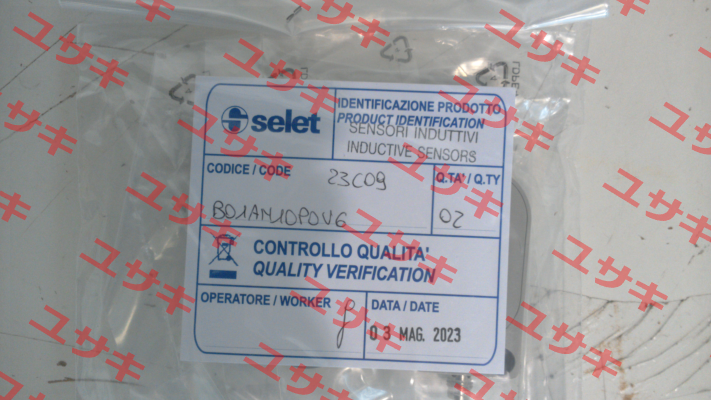 selet
IDENTIFICAZIONE PRODOTTO
PRODUCT IDENTIFICATION
SENSORI INDUTTIVI
INDUCTIVE SENSORS
CODICE / CODE
23C09
Q.TA' / Q.TY
B01AN10P0V6
02
CONTROLLO QUALITA'
QUALITY VERIFICATION
OPERATORE / WORKER
DATA / DATE
03 MAG. 2023
ユサキ